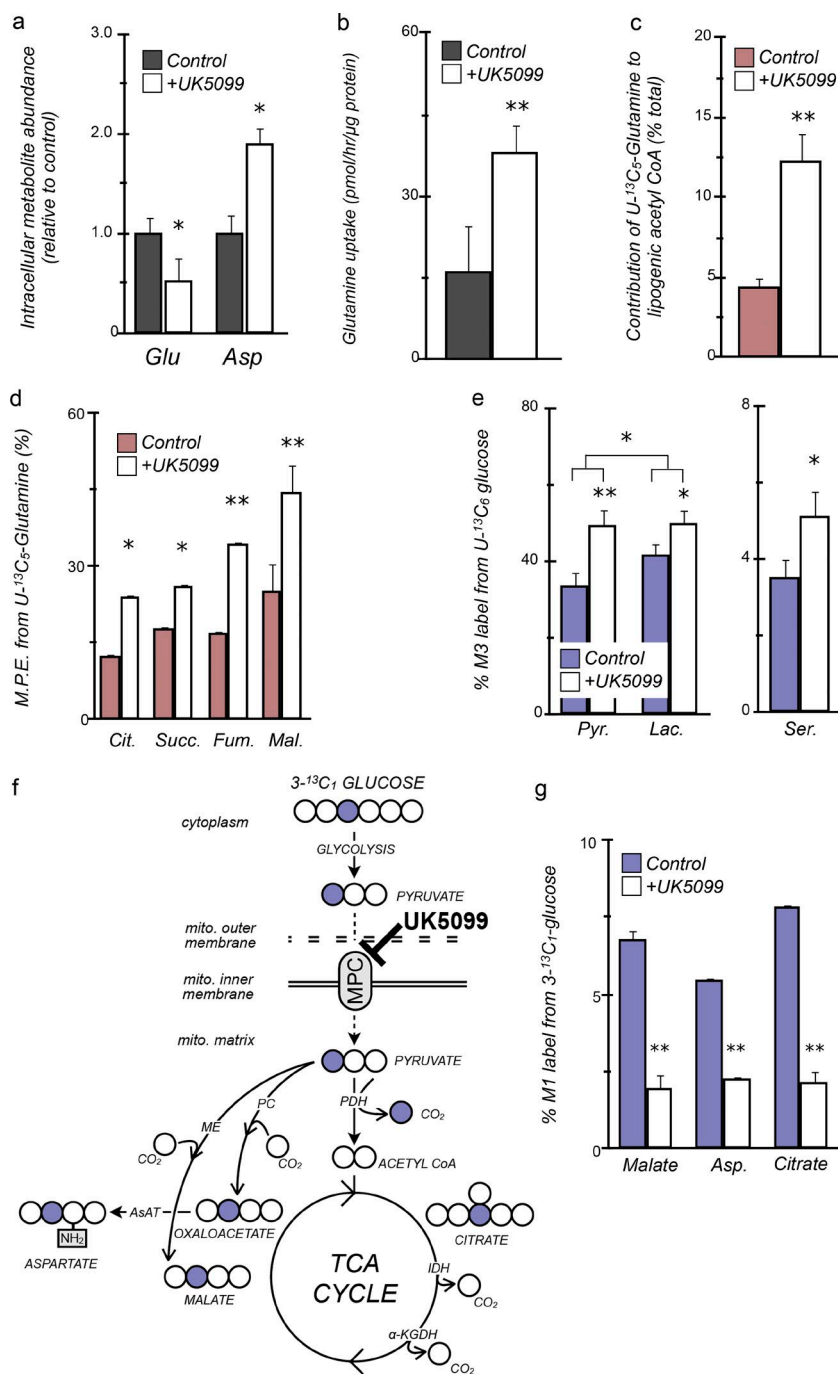 a
Intracellular metabolite abundance
(relative to control)
3.0
2.0
1.0
0
Control
+UK5099
*
*
Glu Asp
b
Glutamine uptake (pmol/hr/µg protein)
60
30
0
Control
+UK5099
**
c
Contribution of U-¹³C₅-Glutamine to
lipogenic acetyl CoA (% total)
20
15
10
5
0
Control
+UK5099
**
d
M.P.E. from U-¹³C₅-Glutamine (%)
60
30
0
Control
+UK5099
*
*
**
**
Cit. Succ. Fum. Mal.
e
% M3 label from U-¹³C₆ glucose
80
40
0
*
**
*
Control
+UK5099
Pyr. Lac.
8
4
0
*
Ser.
f
3-¹³C₁ GLUCOSE
cytoplasm
GLYCOLYSIS
PYRUVATE
UK5099
mito. outer
membrane
MPC
mito. inner
membrane
mito. matrix
PYRUVATE
PDH
CO₂
PC
ME
CO₂
CO₂
ACETYL CoA
AsAT
NH₂
ASPARTATE
OXALOACETATE
MALATE
CITRATE
TCA
CYCLE
IDH
CO₂
α-KGDH
CO₂
g
% M1 label from 3-¹³C₁-glucose
10
5
0
Control
+UK5099
**
**
**
Malate Asp. Citrate